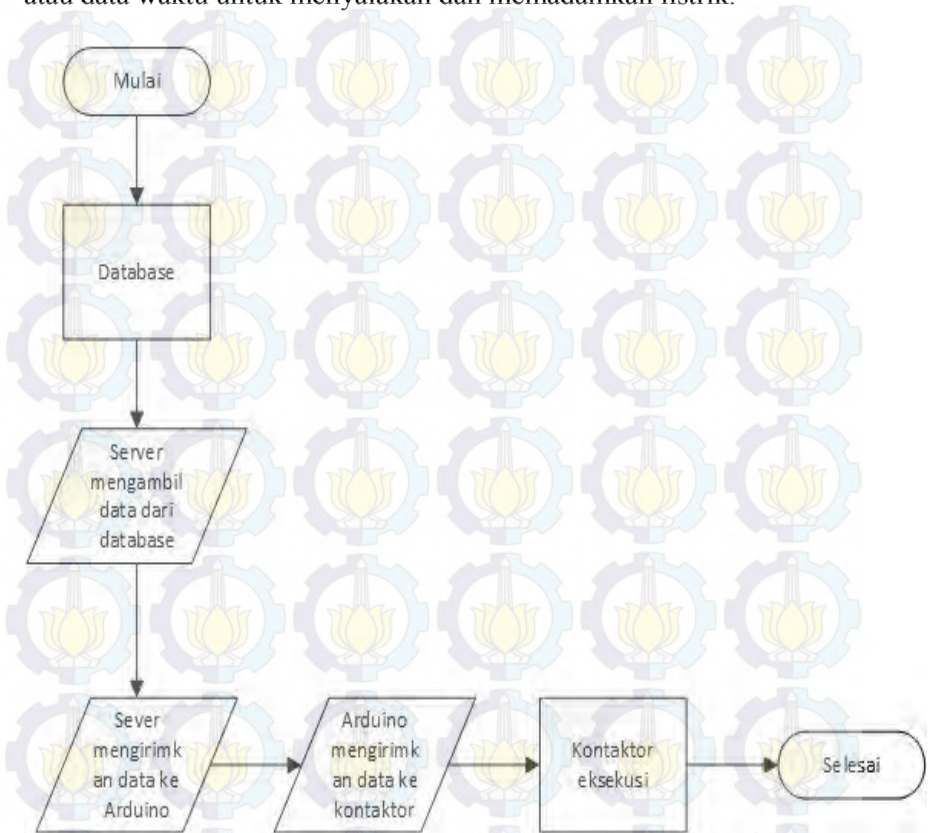 atau data waktu untuk menyalakan dan memadamkan listrik.
Mulai
Database
Server
mengambil
data dari
database
Sever
mengirimk
an data ke
Arduino
Arduino
mengirimk
an data ke
kontaktor
Kontaktor
eksekusi
Selesai